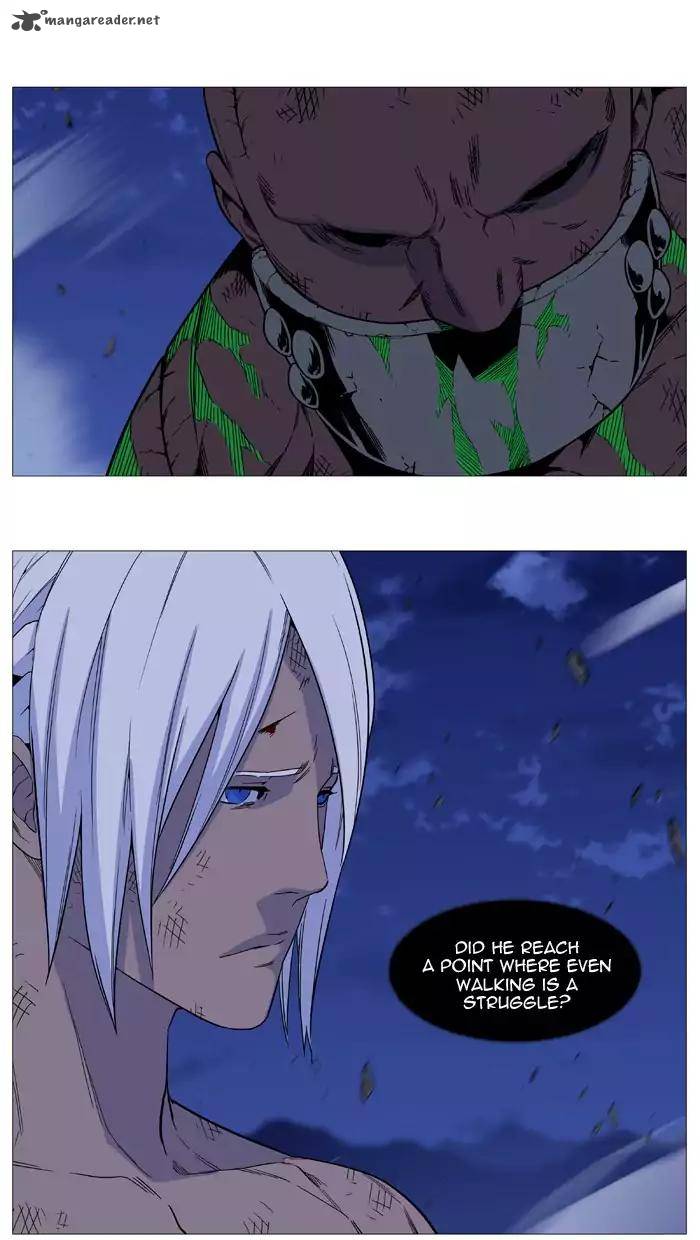 mangareader.net
DID HE REACH
A POINT WHERE EVEN
WALKING IS A
STRUGGLE?